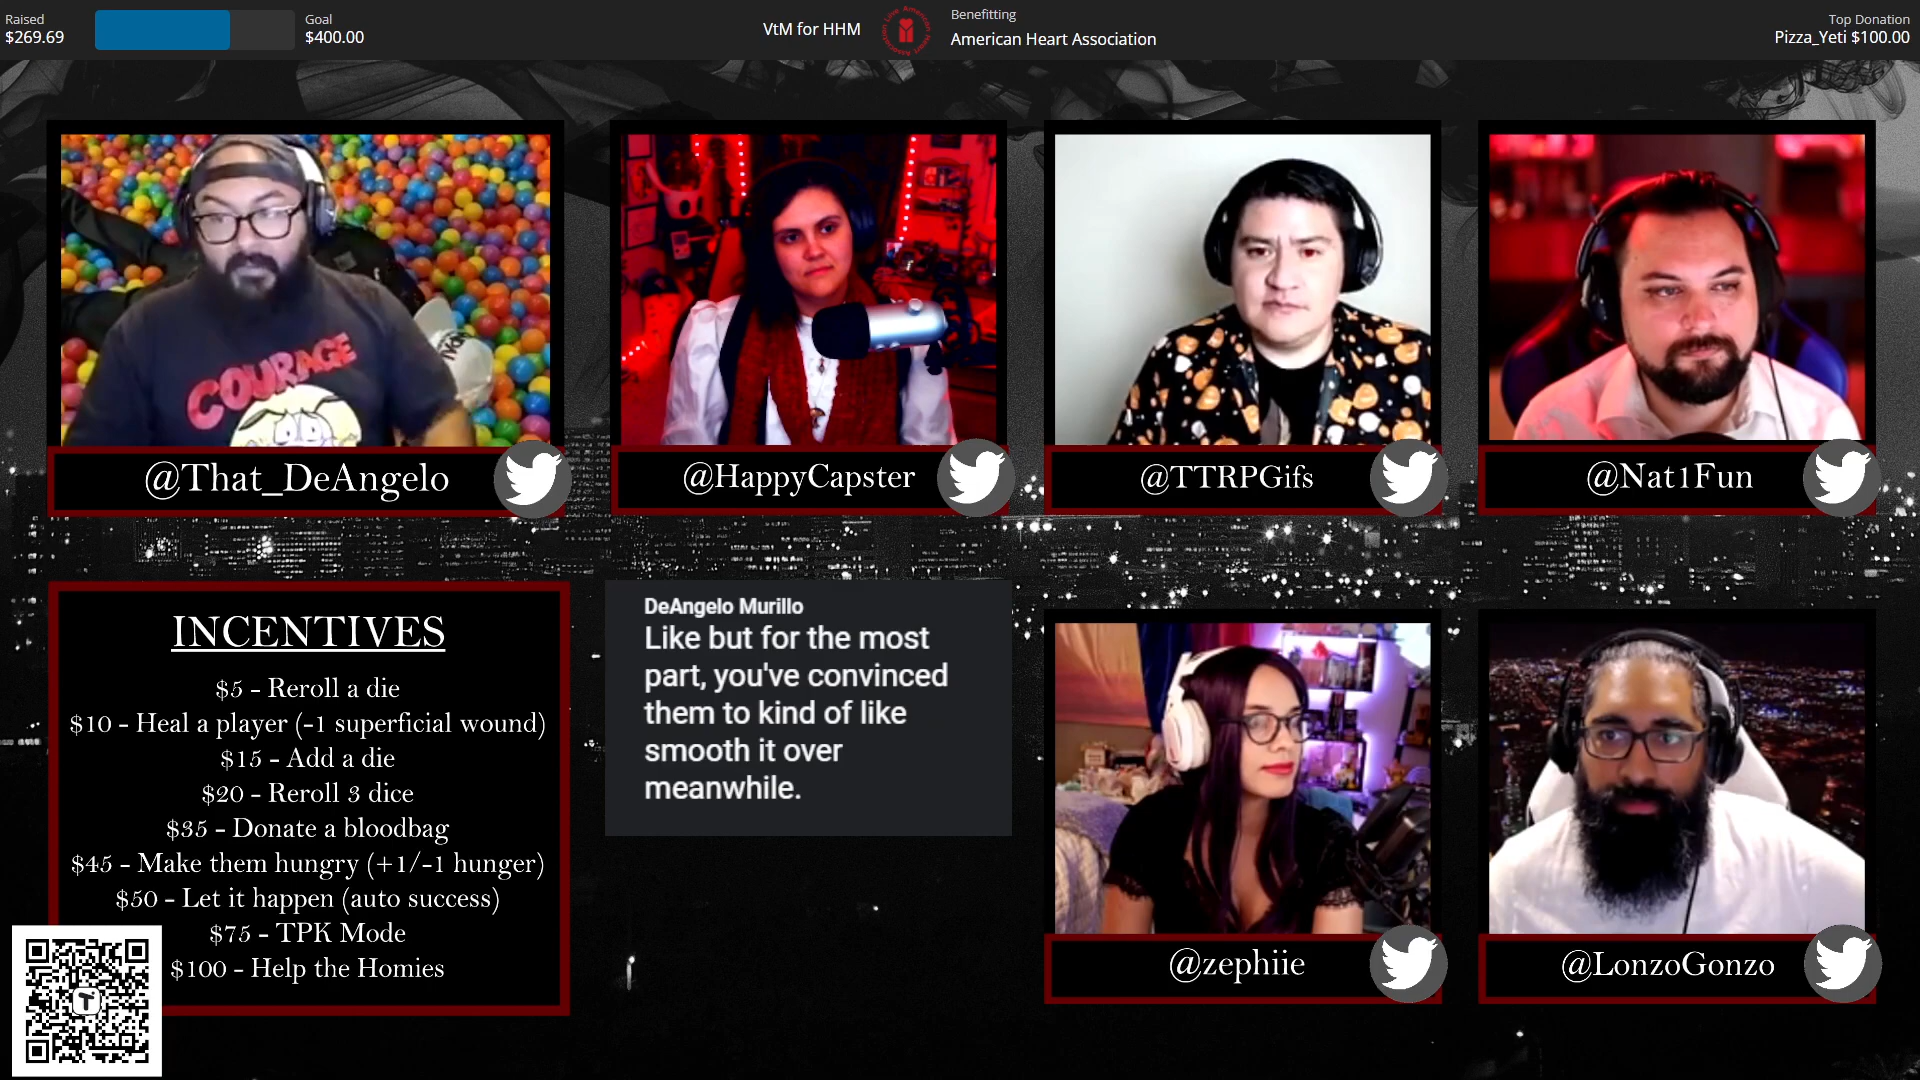 Raised
$269.69
Goal
$400.00
VtM for HHM
Benefitting
American Heart Association
Top Donation
Pizza_Yeti $100.00
COURAGE
@That_DeAngelo
@HappyCapster
@TTRPGifs
@Nat1Fun
INCENTIVES
$5 - Reroll a die
$10 - Heal a player (-1 superficial wound)
$15 - Add a die
$20 - Reroll 3 dice
$35 - Donate a bloodbag
$45 - Make them hungry (+1/-1 hunger)
$50 - Let it happen (auto success)
$75 - TPK Mode
$100 - Help the Homies
DeAngelo Murillo
Like but for the most
part, you've convinced
them to kind of like
smooth it over
meanwhile.
@zephiie
@LonzoGonzo